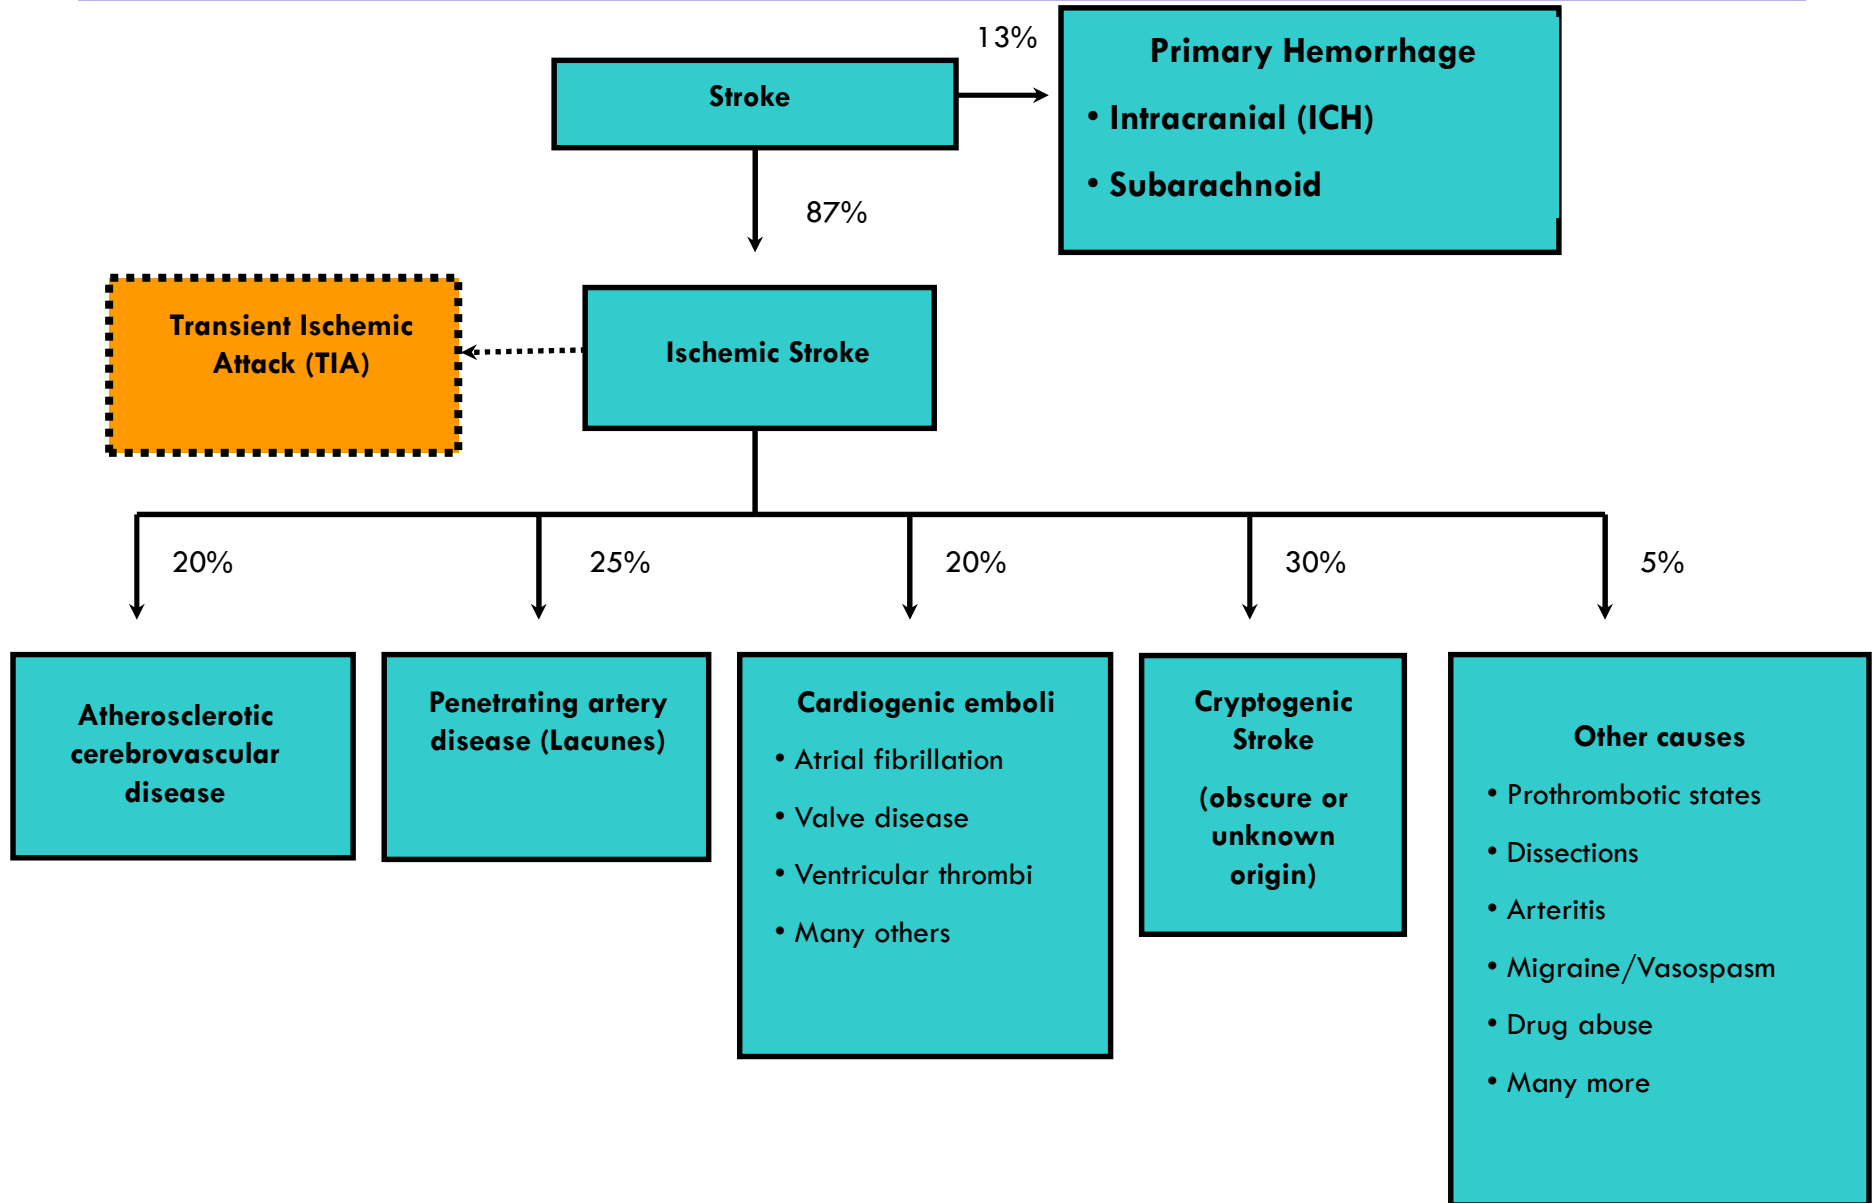 13%
Stroke
Primary Hemorrhage
• Intracranial (ICH)
• Subarachnoid
87%
Transient Ischemic
Attack (TIA)
Ischemic Stroke
20%
25%
20%
30%
5%
Atherosclerotic
cerebrovascular
disease
Penetrating artery
disease (Lacunes)
Cardiogenic emboli
• Atrial fibrillation
• Valve disease
• Ventricular thrombi
• Many others
Cryptogenic
Stroke
(obscure or
unknown
origin)
Other causes
• Prothrombotic states
• Dissections
• Arteritis
• Migraine/Vasospasm
• Drug abuse
• Many more